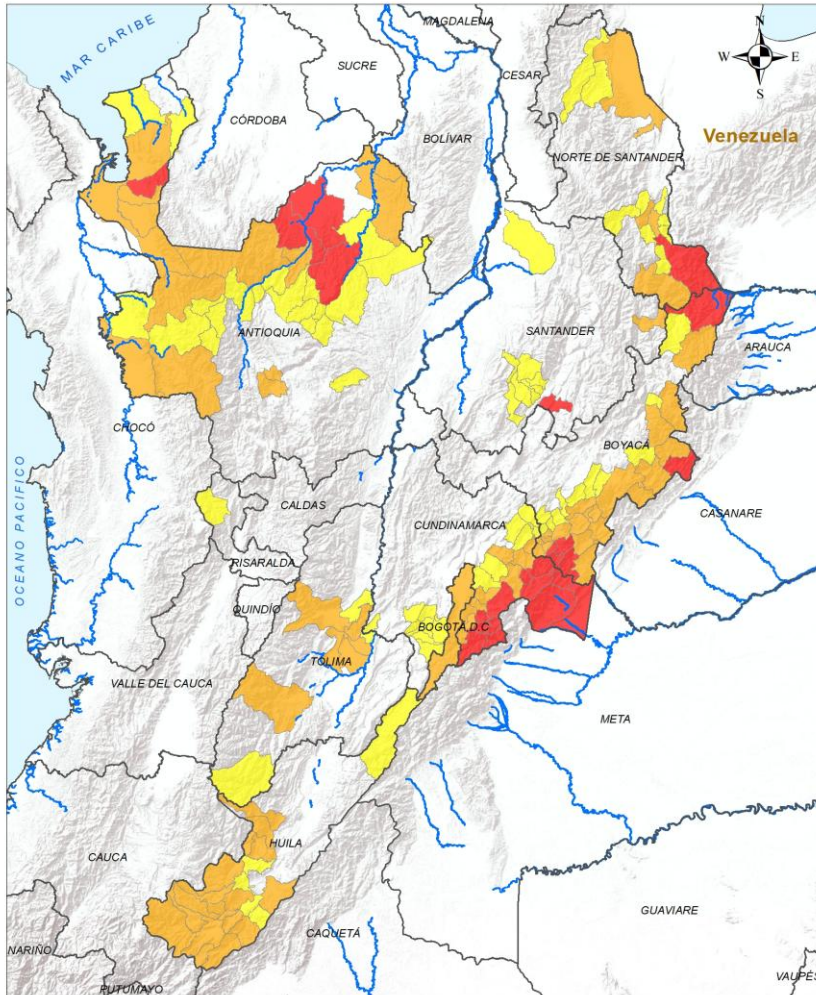 MAGDALENA
MAR CARIBE
N
W E
S
SUCRE
CESAR
CÓRDOBA
BOLÍVAR
Venezuela
NORTE DE SANTANDER
ANTIOQUIA
SANTANDER
ARAUCA
CHOCÓ
BOYACÁ
OCEANO PACIFICO
CALDAS
CUNDINAMARCA
CASANARE
RISARALDA
QUINDÍO
BOGOTÁ D.C
TOLIMA
VALLE DEL CAUCA
META
HUILA
CAUCA
GUAVIARE
CAQUETÁ
NARIÑO
PUTUMAYO
VAUPÉS